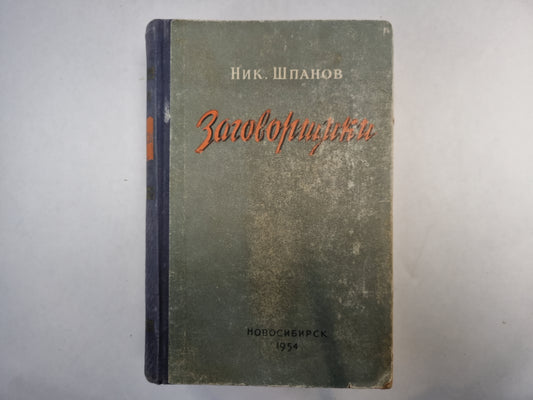 Ник. Шпанов
Заговорщики
НОВОСИБИРСК
1954